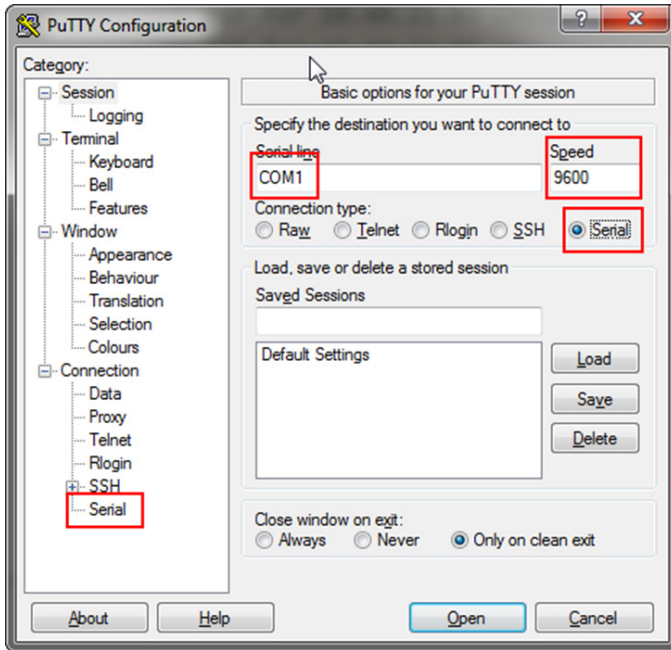 PuTTY Configuration
Category:
Session
Logging
Terminal
Keyboard
Bell
Features
Window
Appearance
Behaviour
Translation
Selection
Colours
Connection
Data
Proxy
Telnet
Rlogin
SSH
Serial
Basic options for your PuTTY session
Specify the destination you want to connect to
Serial line Speed
COM1 9600
Connection type:
Raw Telnet Rlogin SSH Serial
Load, save or delete a stored session
Saved Sessions
Default Settings
Load
Save
Delete
Close window on exit:
Always Never Only on clean exit
About Help Open Cancel